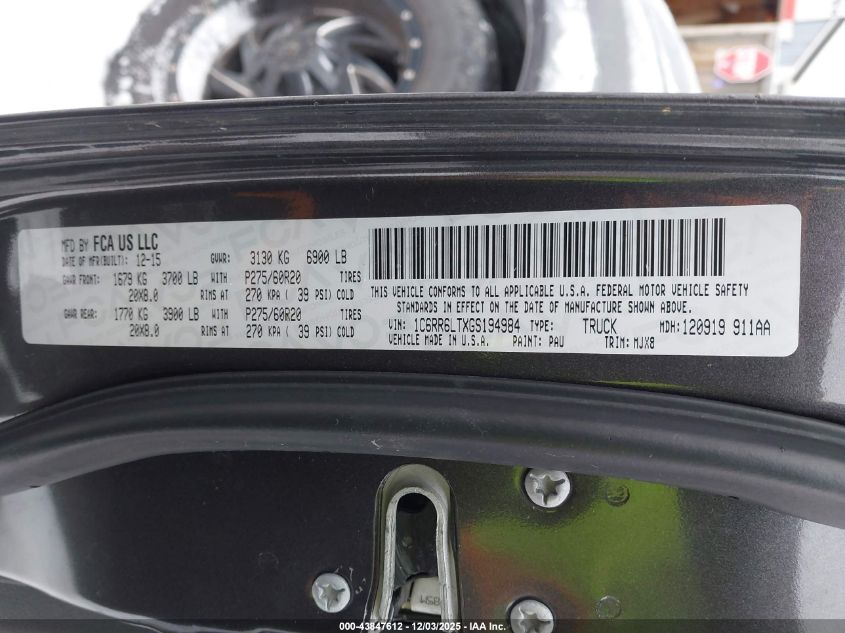 MFD BY FCA US LLC
DATE OF MFR(BUILT): 12-15 GVWR: 3130 KG 6900 LB
GAWR FRONT: 1679 KG 3700 LB WITH P275/60R20 TIRES
20X8.0 RIMS AT 270 KPA ( 39 PSI) COLD
GAWR REAR: 1770 KG 3900 LB WITH P275/60R20 TIRES
20X8.0 RIMS AT 270 KPA ( 39 PSI) COLD
THIS VEHICLE CONFORMS TO ALL APPLICABLE U.S.A. FEDERAL MOTOR VEHICLE SAFETY
STANDARDS IN EFFECT ON THE DATE OF MANUFACTURE SHOWN ABOVE.
VIN: 1C6RR6LTXGS194984 TYPE: TRUCK MDH: 120919 911AA
VEHICLE MADE IN U.S.A. PAINT: PAU TRIM: MJX8
00-43847612 - 12/03/2025 - IAA Inc.